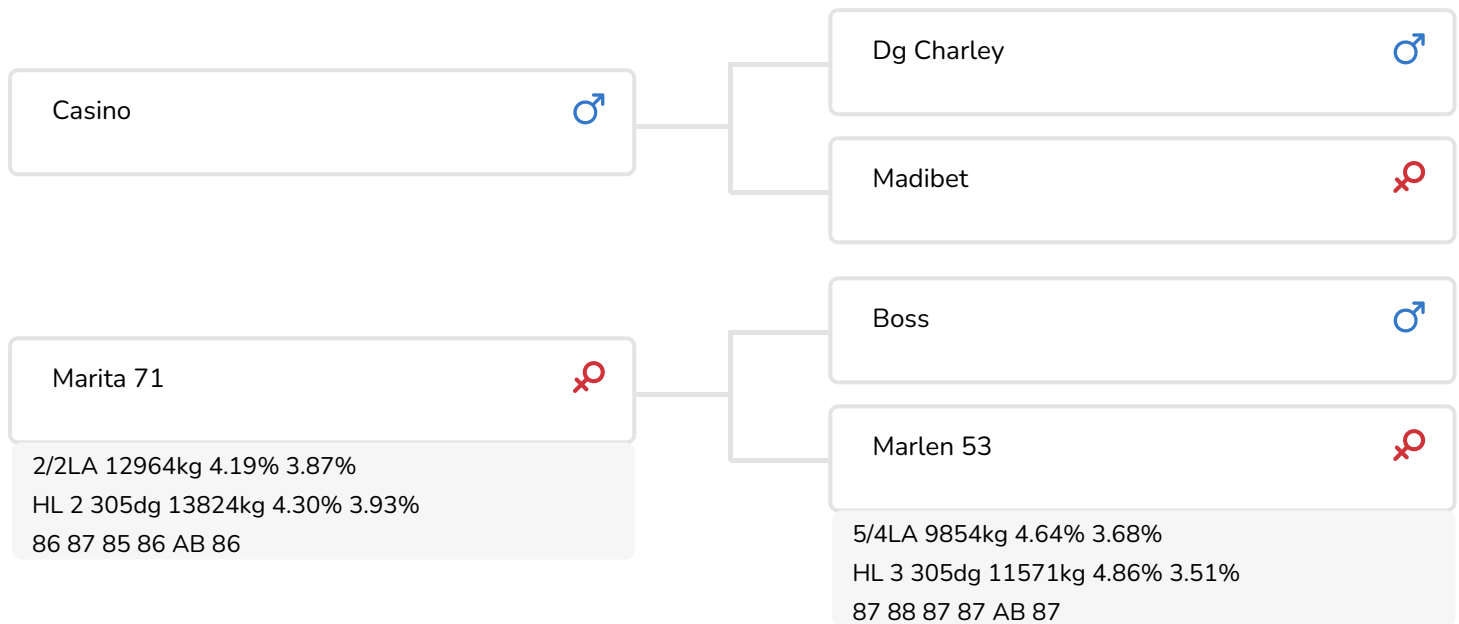 Dg Charley
Casino
Madibet
Boss
Marita 71
Marlen 53
2/2LA 12964kg 4.19% 3.87%
HL 2 305dg 13824kg 4.30% 3.93%
86 87 85 86 AB 86
5/4LA 9854kg 4.64% 3.68%
HL 3 305dg 11571kg 4.86% 3.51%
87 88 87 87 AB 87